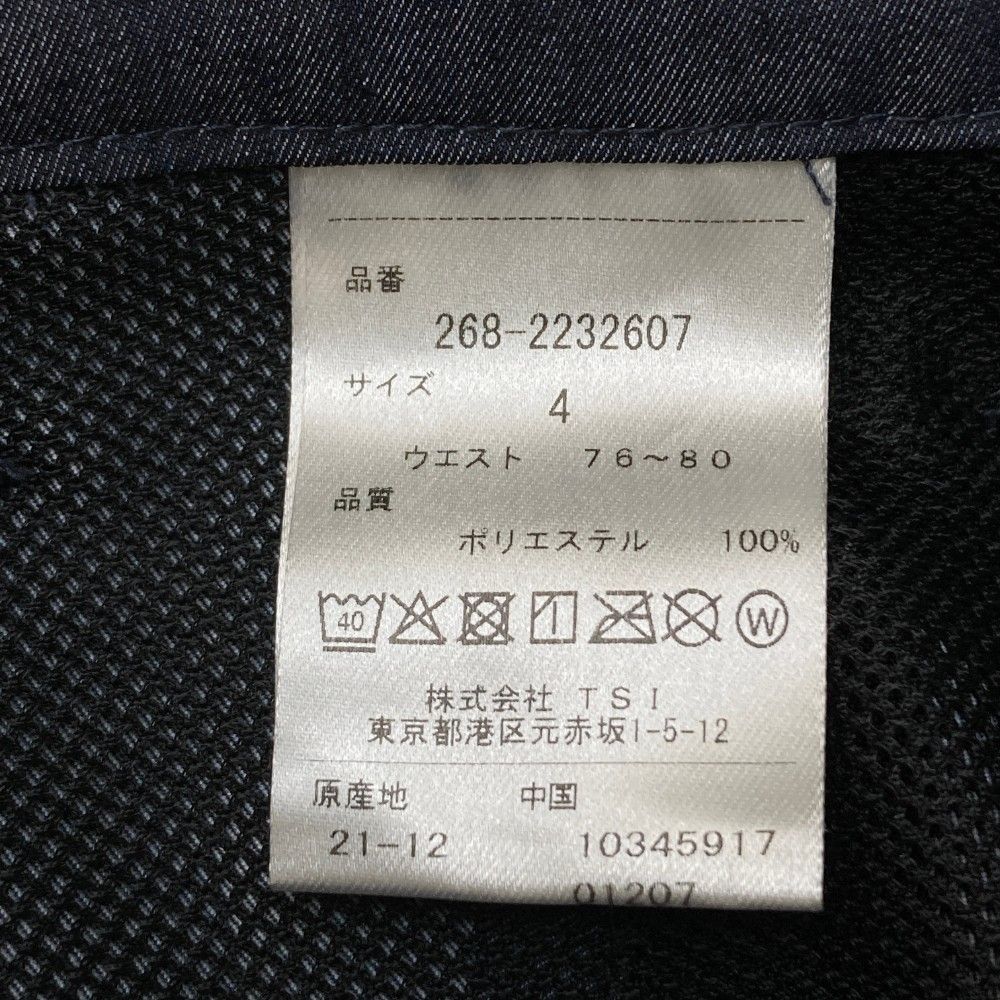 品番
268-2232607
サイズ
4
ウエスト 76～80
品質
ポリエステル 100%
40 W
株式会社 TSI
東京都港区元赤坂1-5-12
原産地 中国
21-12 10345917
01207